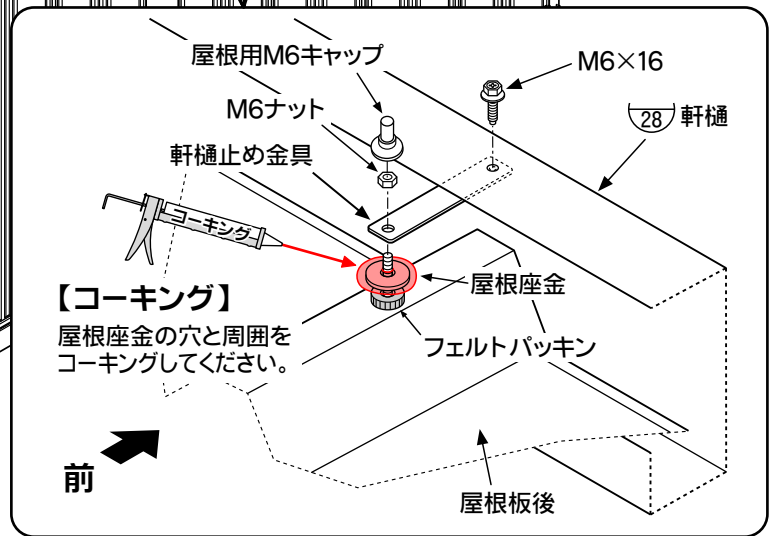 屋根用M6キャップ
M6×16
M6ナット
28 軒樋
軒樋止め金具
コーキング
【コーキング】
屋根座金の穴と周囲を
コーキングしてください。
屋根座金
フェルトパッキン
前
屋根板後